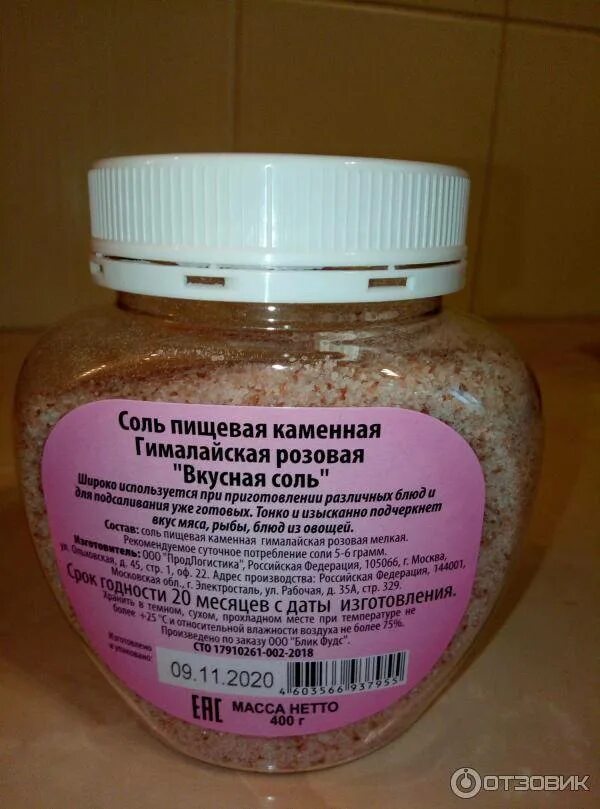 Соль пищевая каменная
Гималайская розовая
"Вкусная соль"
Широко используется при приготовлении различных блюд и
для подсаливания уже готовых. Тонко и изысканно подчеркнет
вкус мяса, рыбы, блюд из овощей.
Состав: соль пищевая каменная гималайская розовая мелкая.
Рекомендуемое суточное потребление соли 5-6 грамм.
Изготовитель: ООО "ПродЛогистика", Российская Федерация, 105066, г. Москва,
ул. Ольховская, д. 45, стр. 1, оф. 22. Адрес производства: Российская Федерация, 144001,
Московская обл., г. Электросталь, ул. Рабочая, д. 35А, стр. 329.
Срок годности 20 месяцев с даты изготовления.
Хранить в темном, сухом, прохладном месте при температуре не
более +25°С и относительной влажности воздуха не более 75%.
Произведено по заказу ООО "Блик Фудс".
СТО 17910261-002-2018
Изготовлено
и упаковано:
09.11.2020
4 603566 937955
ЕАС
МАССА НЕТТО
400 г
ОТЗОВИК